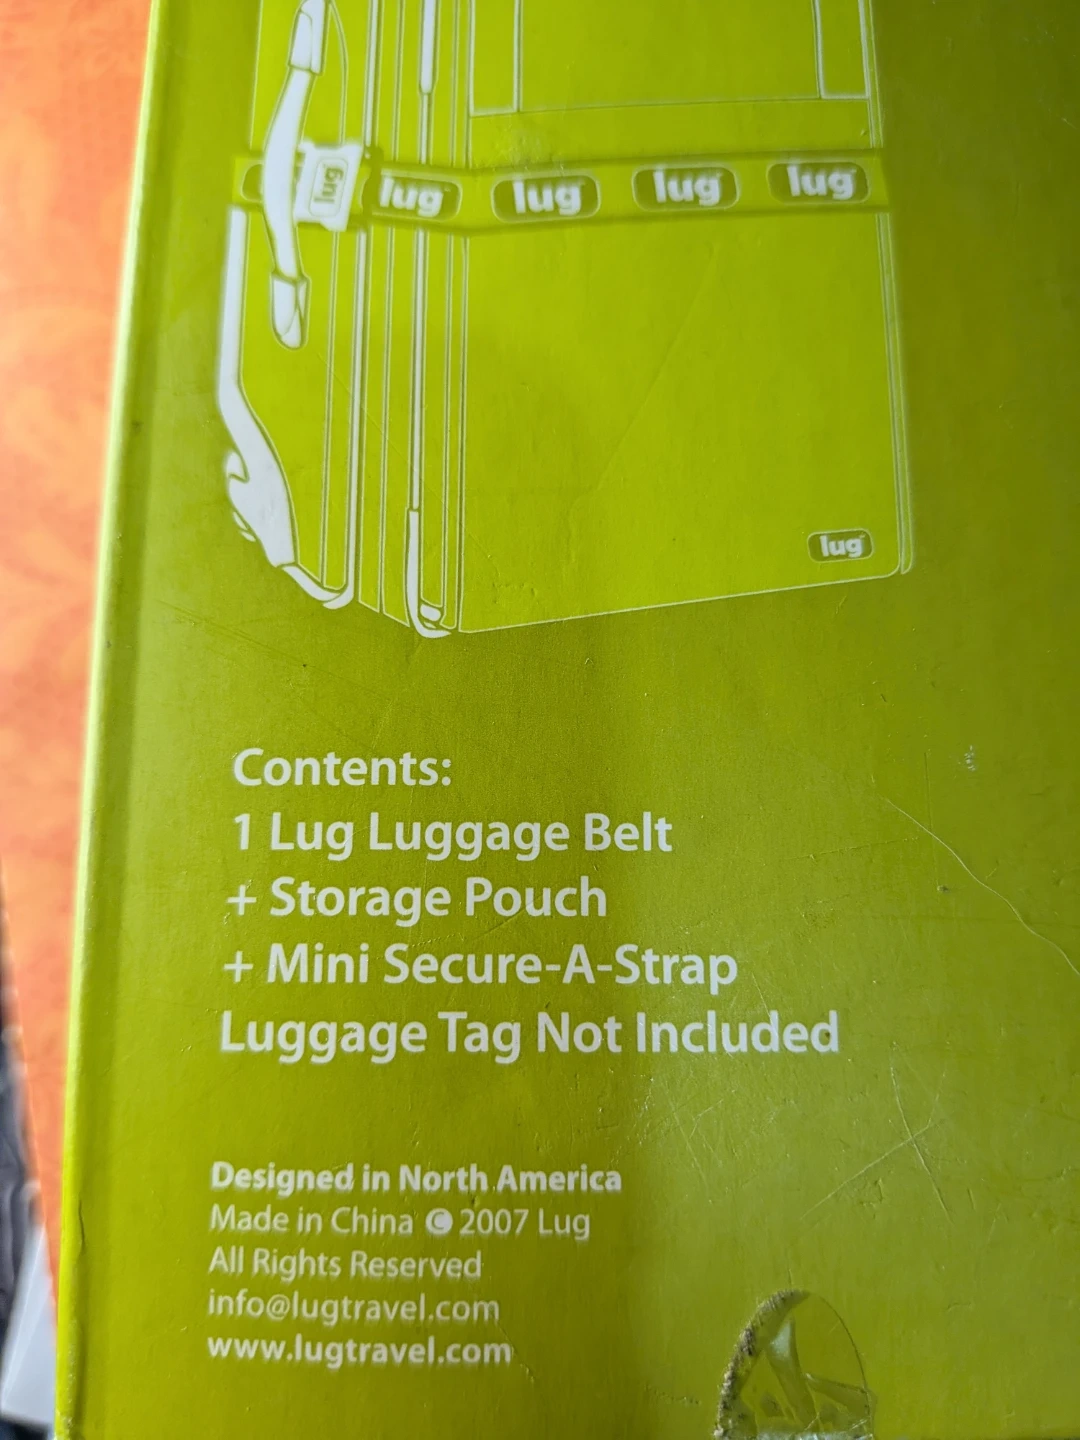 lug lug lug lug lug
lug
Contents:
1 Lug Luggage Belt
+ Storage Pouch
+ Mini Secure-A-Strap
Luggage Tag Not Included
Designed in North America
Made in China © 2007 Lug
All Rights Reserved
info@lugtravel.com
www.lugtravel.com